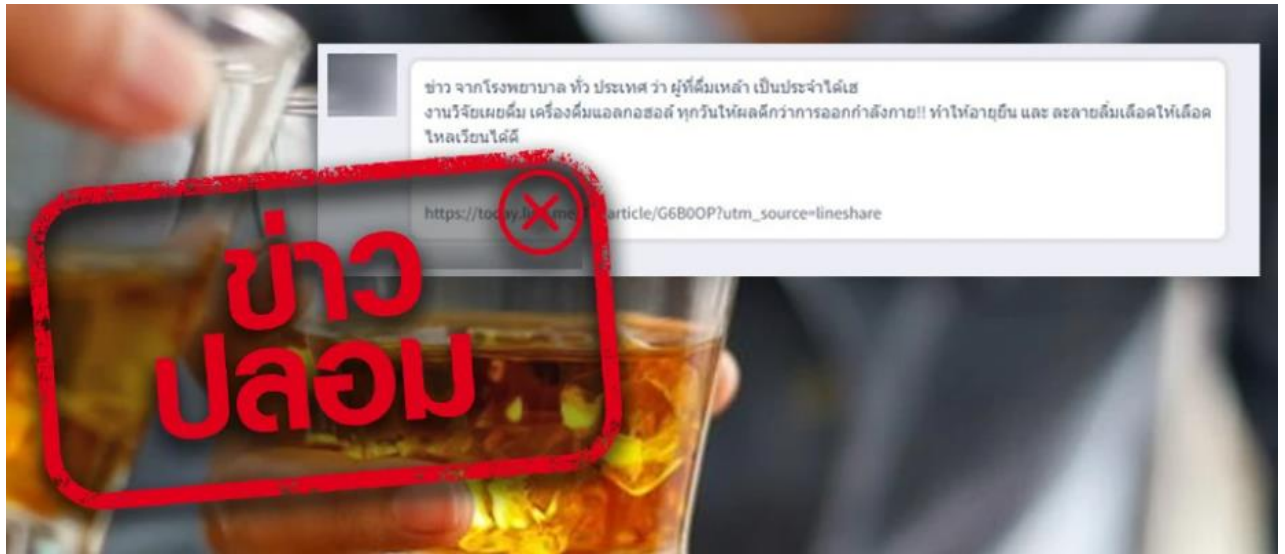 ข่าว จากโรงพยาบาล ทั่ว ประเทศ ว่า ผู้ที่ดื่มเหล้า เป็นประจำได้เฮ
งานวิจัยเผยดื่ม เครื่องดื่มแอลกอฮอล์ ทุกวันให้ผลดีกว่าการออกกำลังกาย!! ทำให้อายุยืน และ ละลายลิ่มเลือดให้เลือด
ไหลเวียนได้ดี
https://today.li article/G6B0OP?utm_source=lineshare
ข่าว
ปลอม